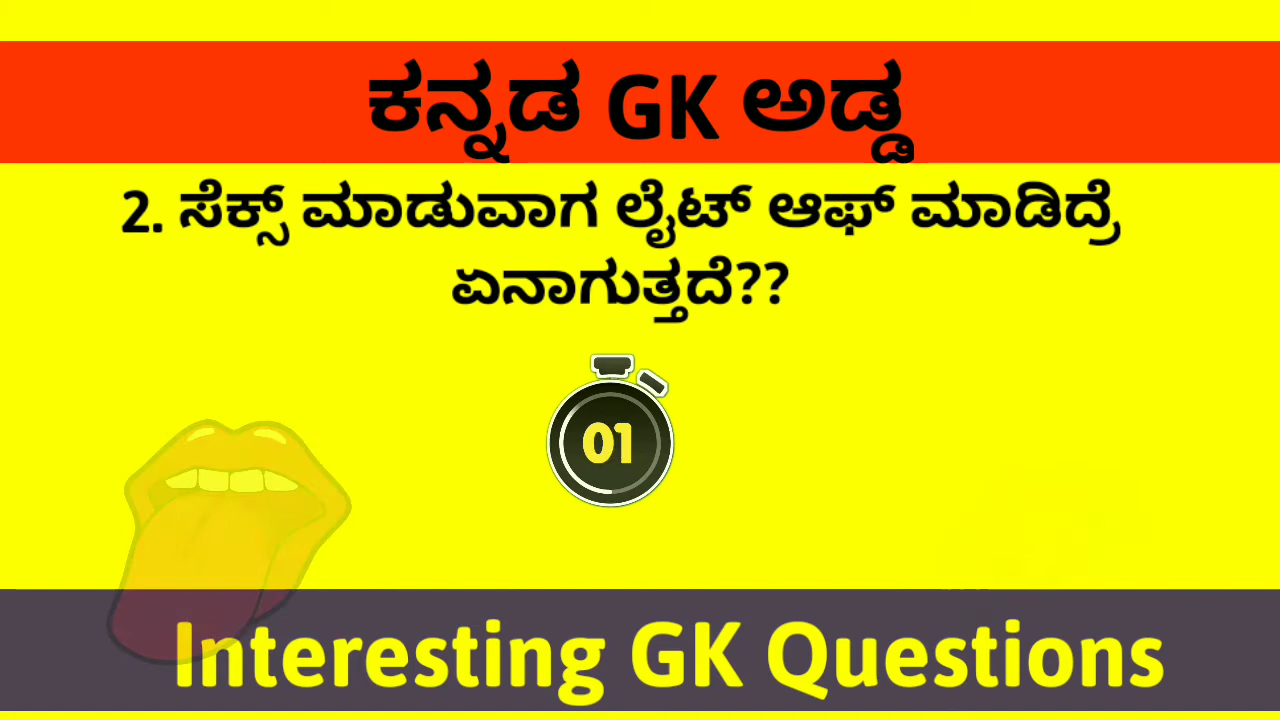 ಕನ್ನಡ GK ಅಡ್ಡ
2. ಸೆಕ್ಸ್ ಮಾಡುವಾಗ ಲೈಟ್ ಆಫ್ ಮಾಡಿದ್ರೆ
ಏನಾಗುತ್ತದೆ??
01
Interesting GK Questions